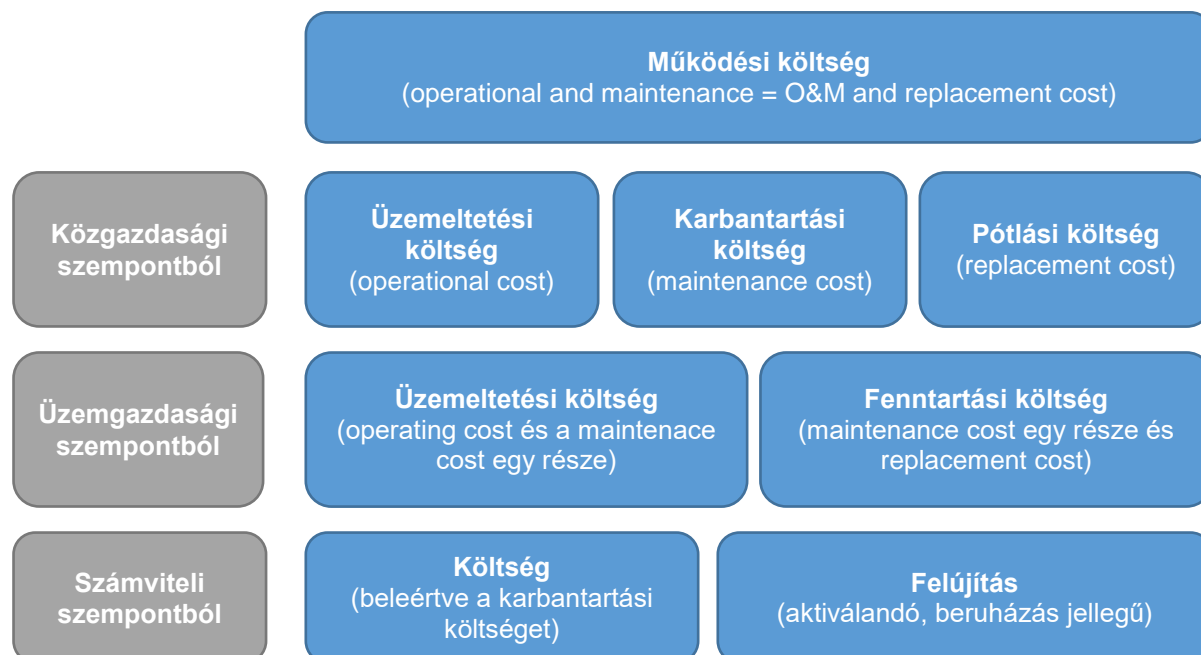 Működési költség
(operational and maintenance = O&M and replacement cost)
Közgazdasági
szempontból
Üzemeltetési
költség
(operational cost)
Karbantartási
költség
(maintenance cost)
Pótlási költség
(replacement cost)
Üzemgazdasági
szempontból
Üzemeltetési költség
(operating cost és a maintenace
cost egy része)
Fenntartási költség
(maintenance cost egy része és
replacement cost)
Számviteli
szempontból
Költség
(beleértve a karbantartási
költséget)
Felújítás
(aktiválandó, beruházás jellegű)